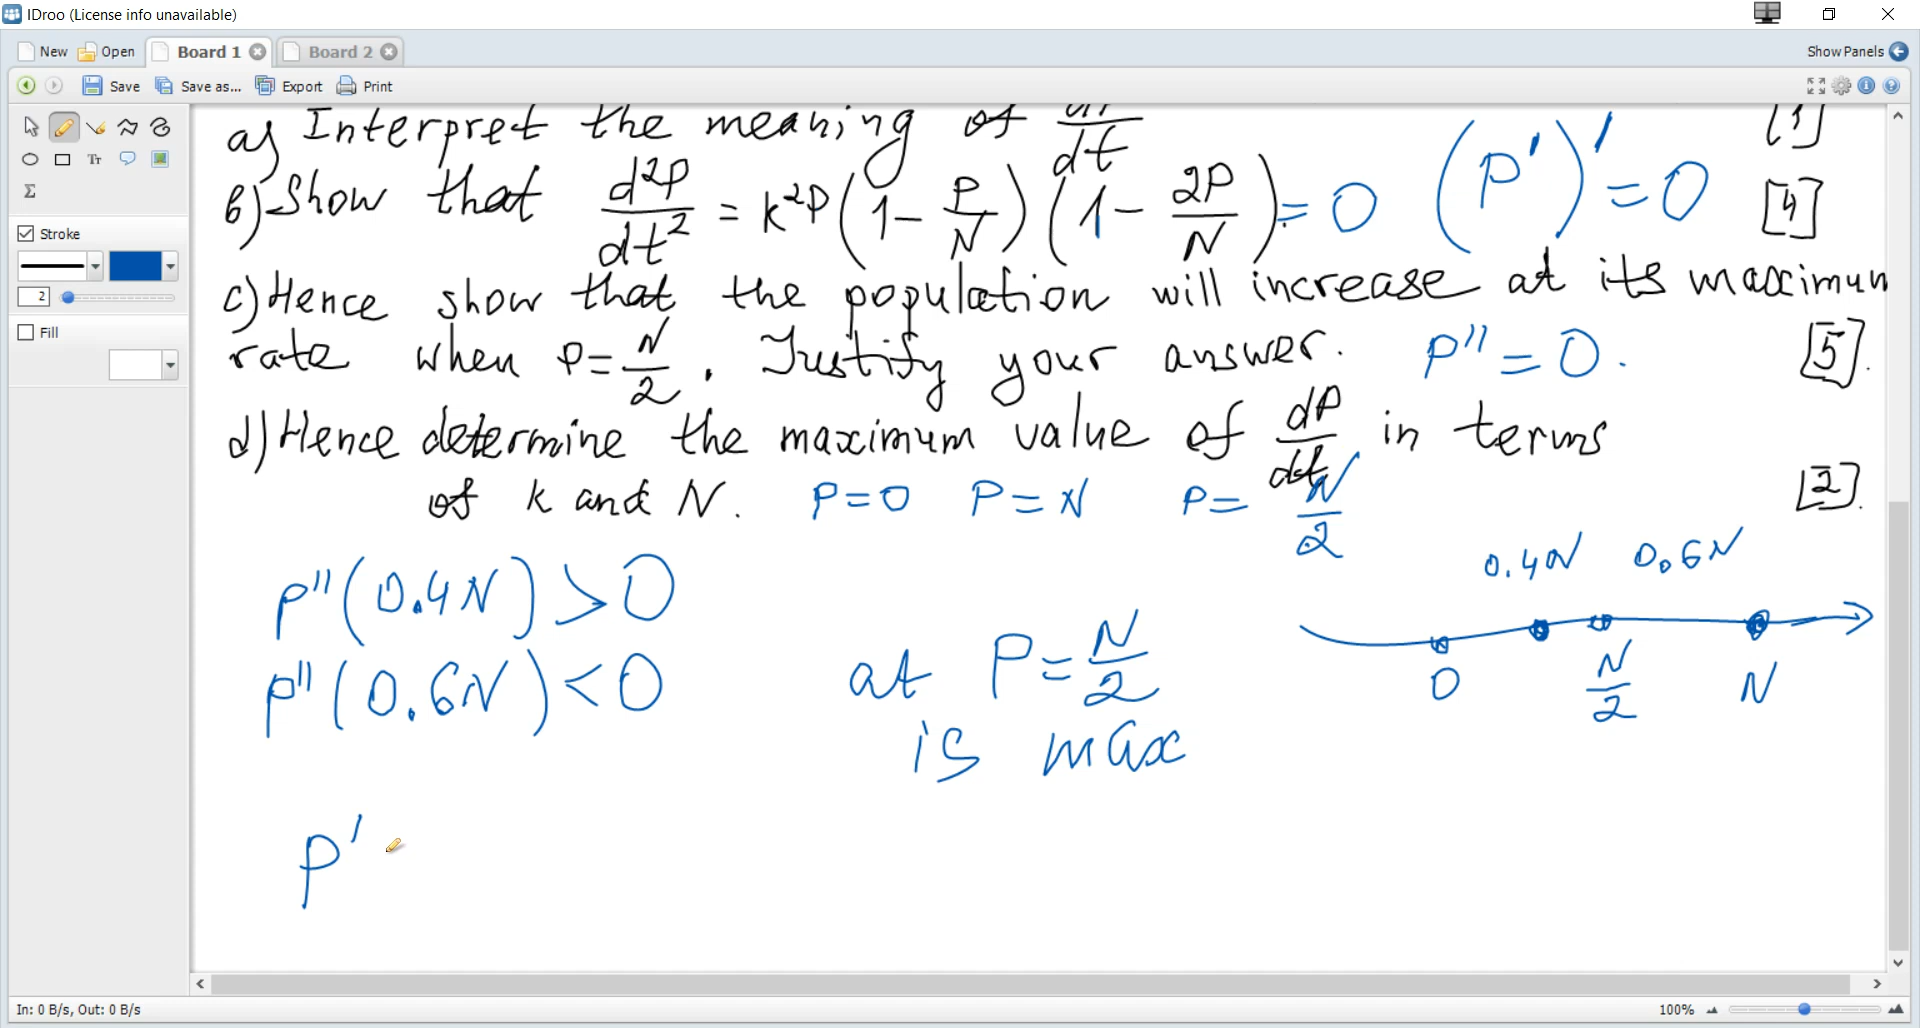 IDroo (License info unavailable)
New Open Board 1 Board 2 Show Panels
Save Save as... Export Print
a) Interpret the meaning of dP/dt [1]
b) Show that d²P/dt² = k²P(1 - P/N)(1 - 2P/N) = 0 (P')' = 0 [4]
c) Hence show that the population will increase at its maximum
rate when P = N/2. Justify your answer. P'' = 0. [5].
d) Hence determine the maximum value of dP/dt in terms
of k and N. P = 0 P = N P = N/2 [2].
Tr
Σ
Stroke
2
Fill
0.4N 0.6N
P''(0.4N) > 0
P''(0.6N) < 0
at P = N/2
is max
0 N/2 N
P'
In: 0 B/s, Out: 0 B/s 100%